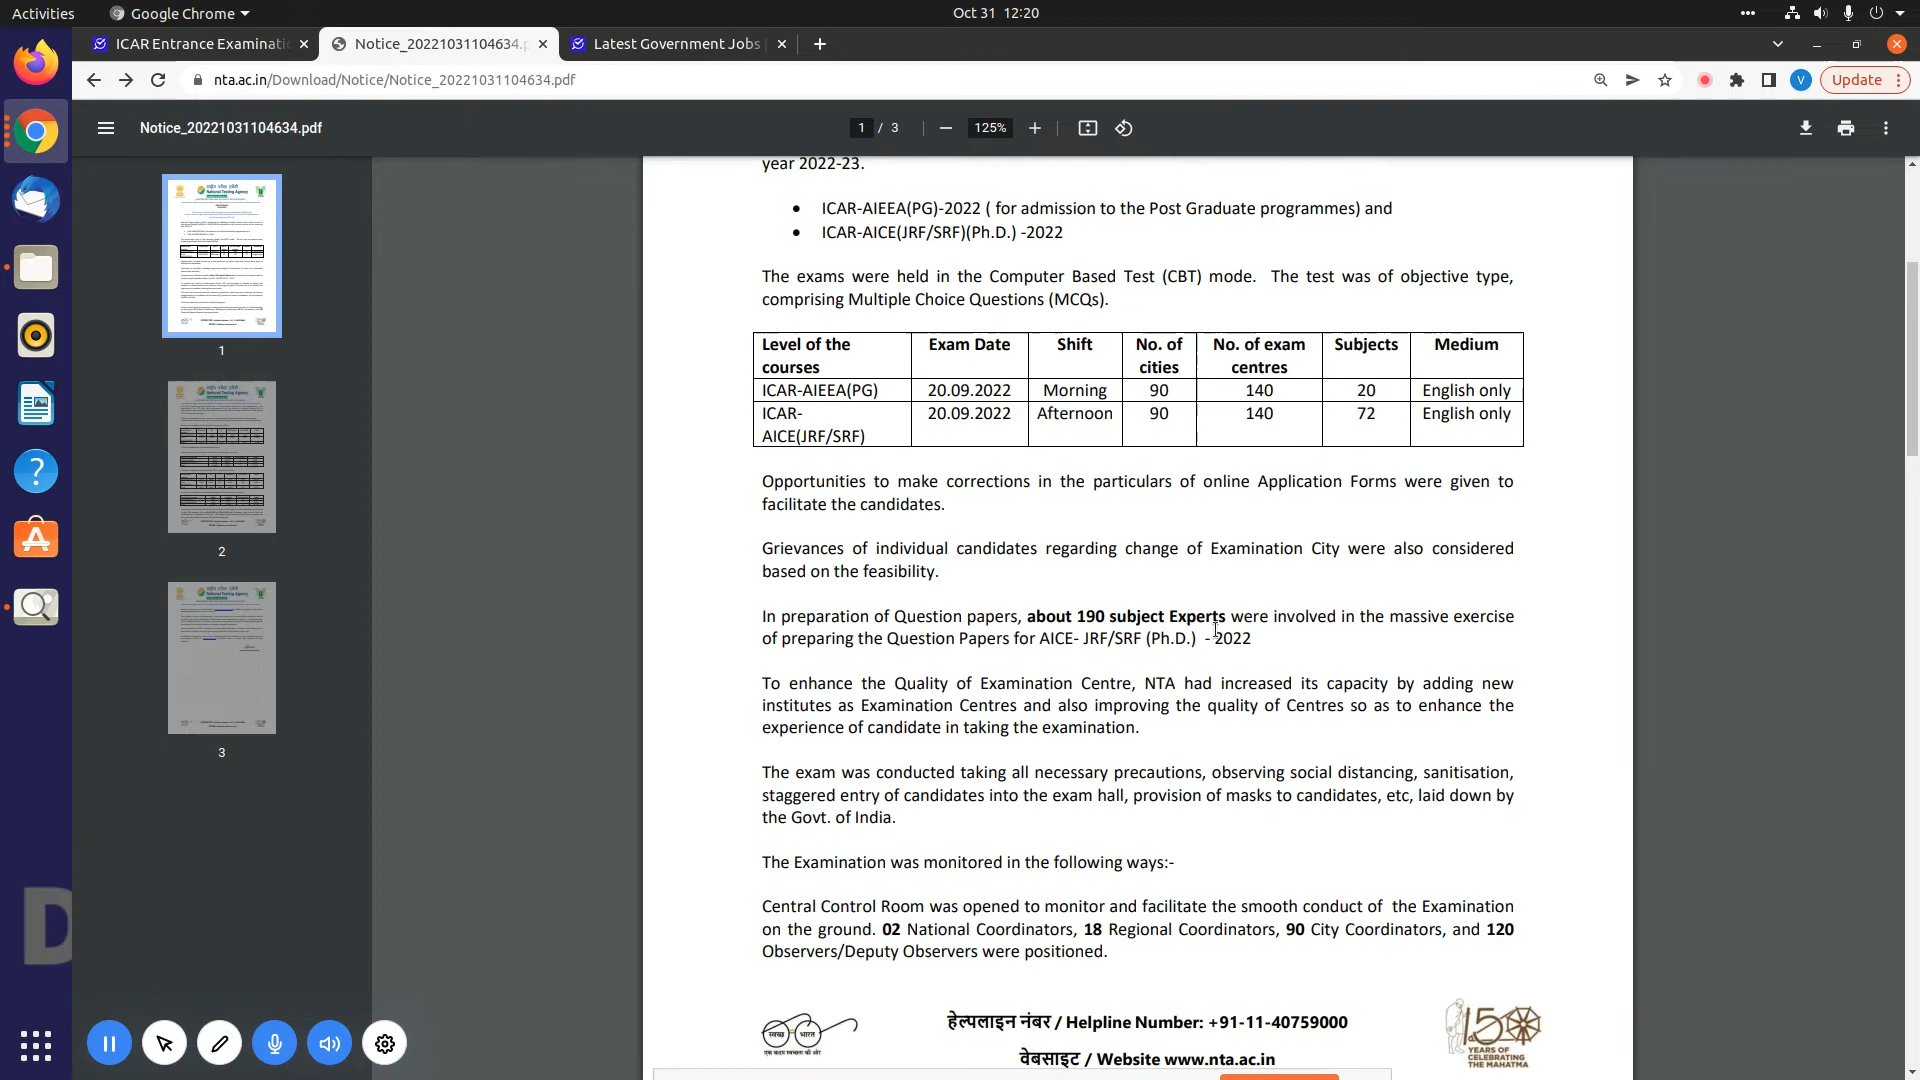 Activities
Google Chrome
Oct 31 12:20
ICAR Entrance Examinati
Notice_20221031104634.p
Latest Government Jobs
nta.ac.in/Download/Notice/Notice_20221031104634.pdf
V
Update
Notice_20221031104634.pdf
1 / 3
125%
1
2
3
year 2022-23.
• ICAR-AIEEA(PG)-2022 ( for admission to the Post Graduate programmes) and
• ICAR-AICE(JRF/SRF)(Ph.D.) -2022
The exams were held in the Computer Based Test (CBT) mode. The test was of objective type,
comprising Multiple Choice Questions (MCQs).
Level of the courses Exam Date Shift No. of cities No. of exam centres Subjects Medium
ICAR-AIEEA(PG) 20.09.2022 Morning 90 140 20 English only
ICAR-AICE(JRF/SRF) 20.09.2022 Afternoon 90 140 72 English only
Opportunities to make corrections in the particulars of online Application Forms were given to
facilitate the candidates.
Grievances of individual candidates regarding change of Examination City were also considered
based on the feasibility.
In preparation of Question papers, about 190 subject Experts were involved in the massive exercise
of preparing the Question Papers for AICE- JRF/SRF (Ph.D.) - 2022
To enhance the Quality of Examination Centre, NTA had increased its capacity by adding new
institutes as Examination Centres and also improving the quality of Centres so as to enhance the
experience of candidate in taking the examination.
The exam was conducted taking all necessary precautions, observing social distancing, sanitisation,
staggered entry of candidates into the exam hall, provision of masks to candidates, etc, laid down by
the Govt. of India.
The Examination was monitored in the following ways:-
Central Control Room was opened to monitor and facilitate the smooth conduct of the Examination
on the ground. 02 National Coordinators, 18 Regional Coordinators, 90 City Coordinators, and 120
Observers/Deputy Observers were positioned.
स्वच्छ भारत
एक कदम स्वच्छता की ओर
हेल्पलाइन नंबर / Helpline Number: +91-11-40759000
वेबसाइट / Website www.nta.ac.in
150
YEARS OF
CELEBRATING
THE MAHATMA